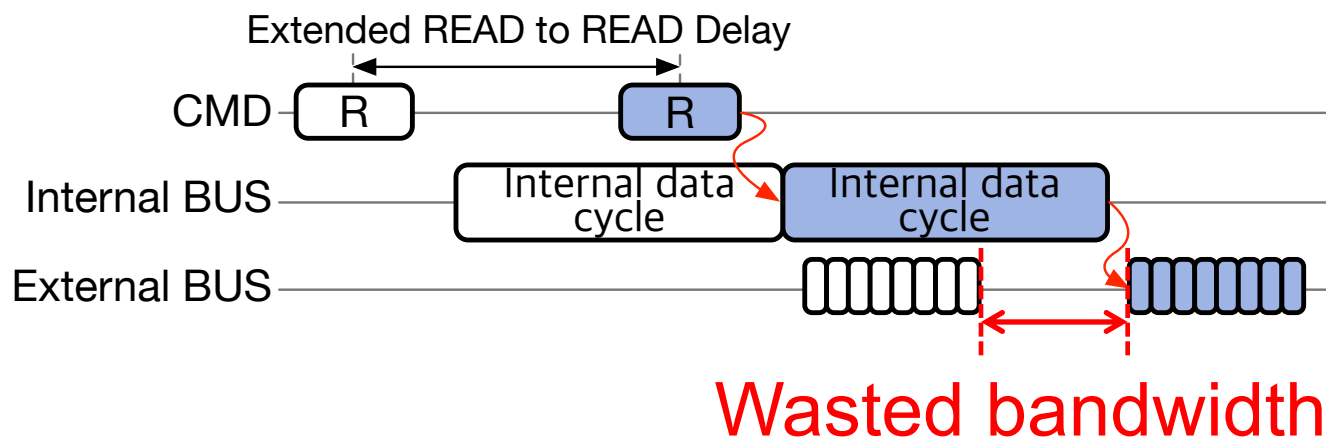 Extended READ to READ Delay
CMD
R
R
Internal BUS
Internal data
cycle
Internal data
cycle
External BUS
Wasted bandwidth